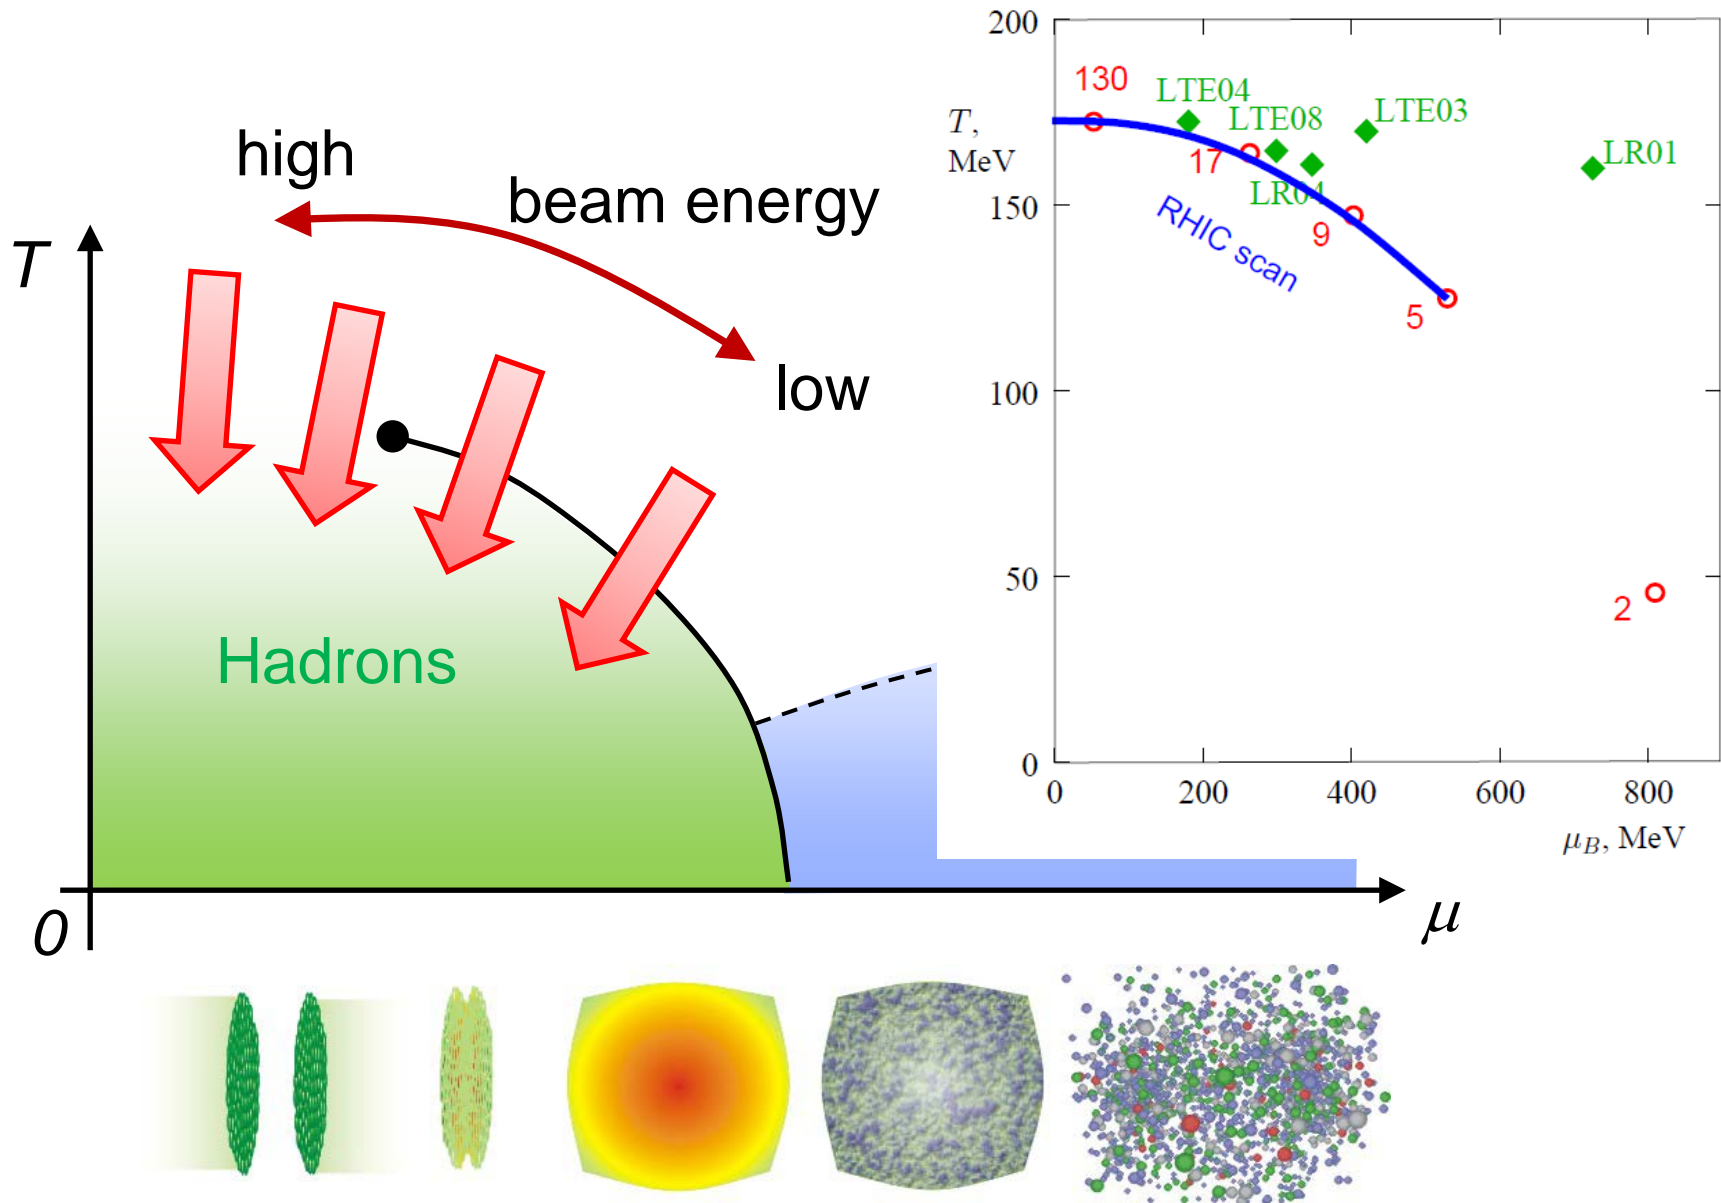 high
beam energy
low
T
Hadrons
0
μ
200
150
100
50
0
T,
MeV
130
LTE04
LTE08
LTE03
LR01
17
LR04
9
RHIC scan
5
2
0
200
400
600
800
μB, MeV